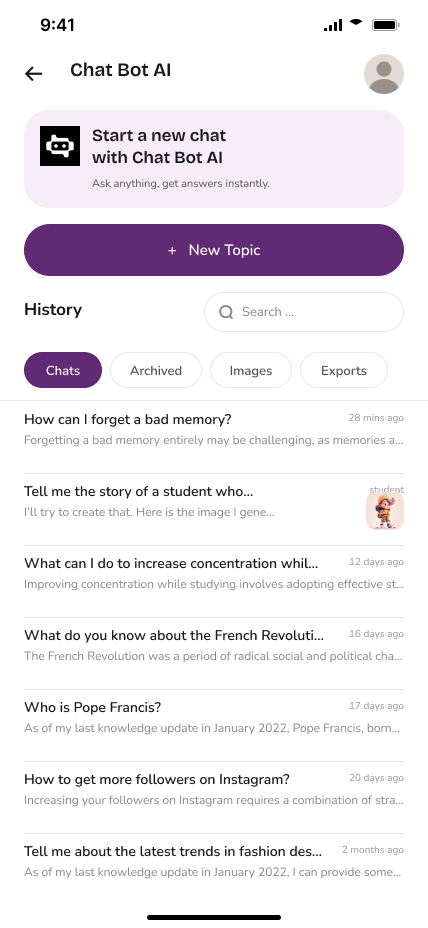 9:41
Chat Bot AI
Start a new chat
with Chat Bot AI
Ask anything, get answers instantly.
+ New Topic
History
Search ...
Chats
Archived
Images
Exports
How can I forget a bad memory?
28 mins ago
Forgetting a bad memory entirely may be challenging, as memories a...
Tell me the story of a student who...
student
I'll try to create that. Here is the image I gene...
What can I do to increase concentration whil...
12 days ago
Improving concentration while studying involves adopting effective st...
What do you know about the French Revoluti...
16 days ago
The French Revolution was a period of radical social and political cha...
Who is Pope Francis?
17 days ago
As of my last knowledge update in January 2022, Pope Francis, born...
How to get more followers on Instagram?
20 days ago
Increasing your followers on Instagram requires a combination of stra...
Tell me about the latest trends in fashion des...
2 months ago
As of my last knowledge update in January 2022, I can provide some...